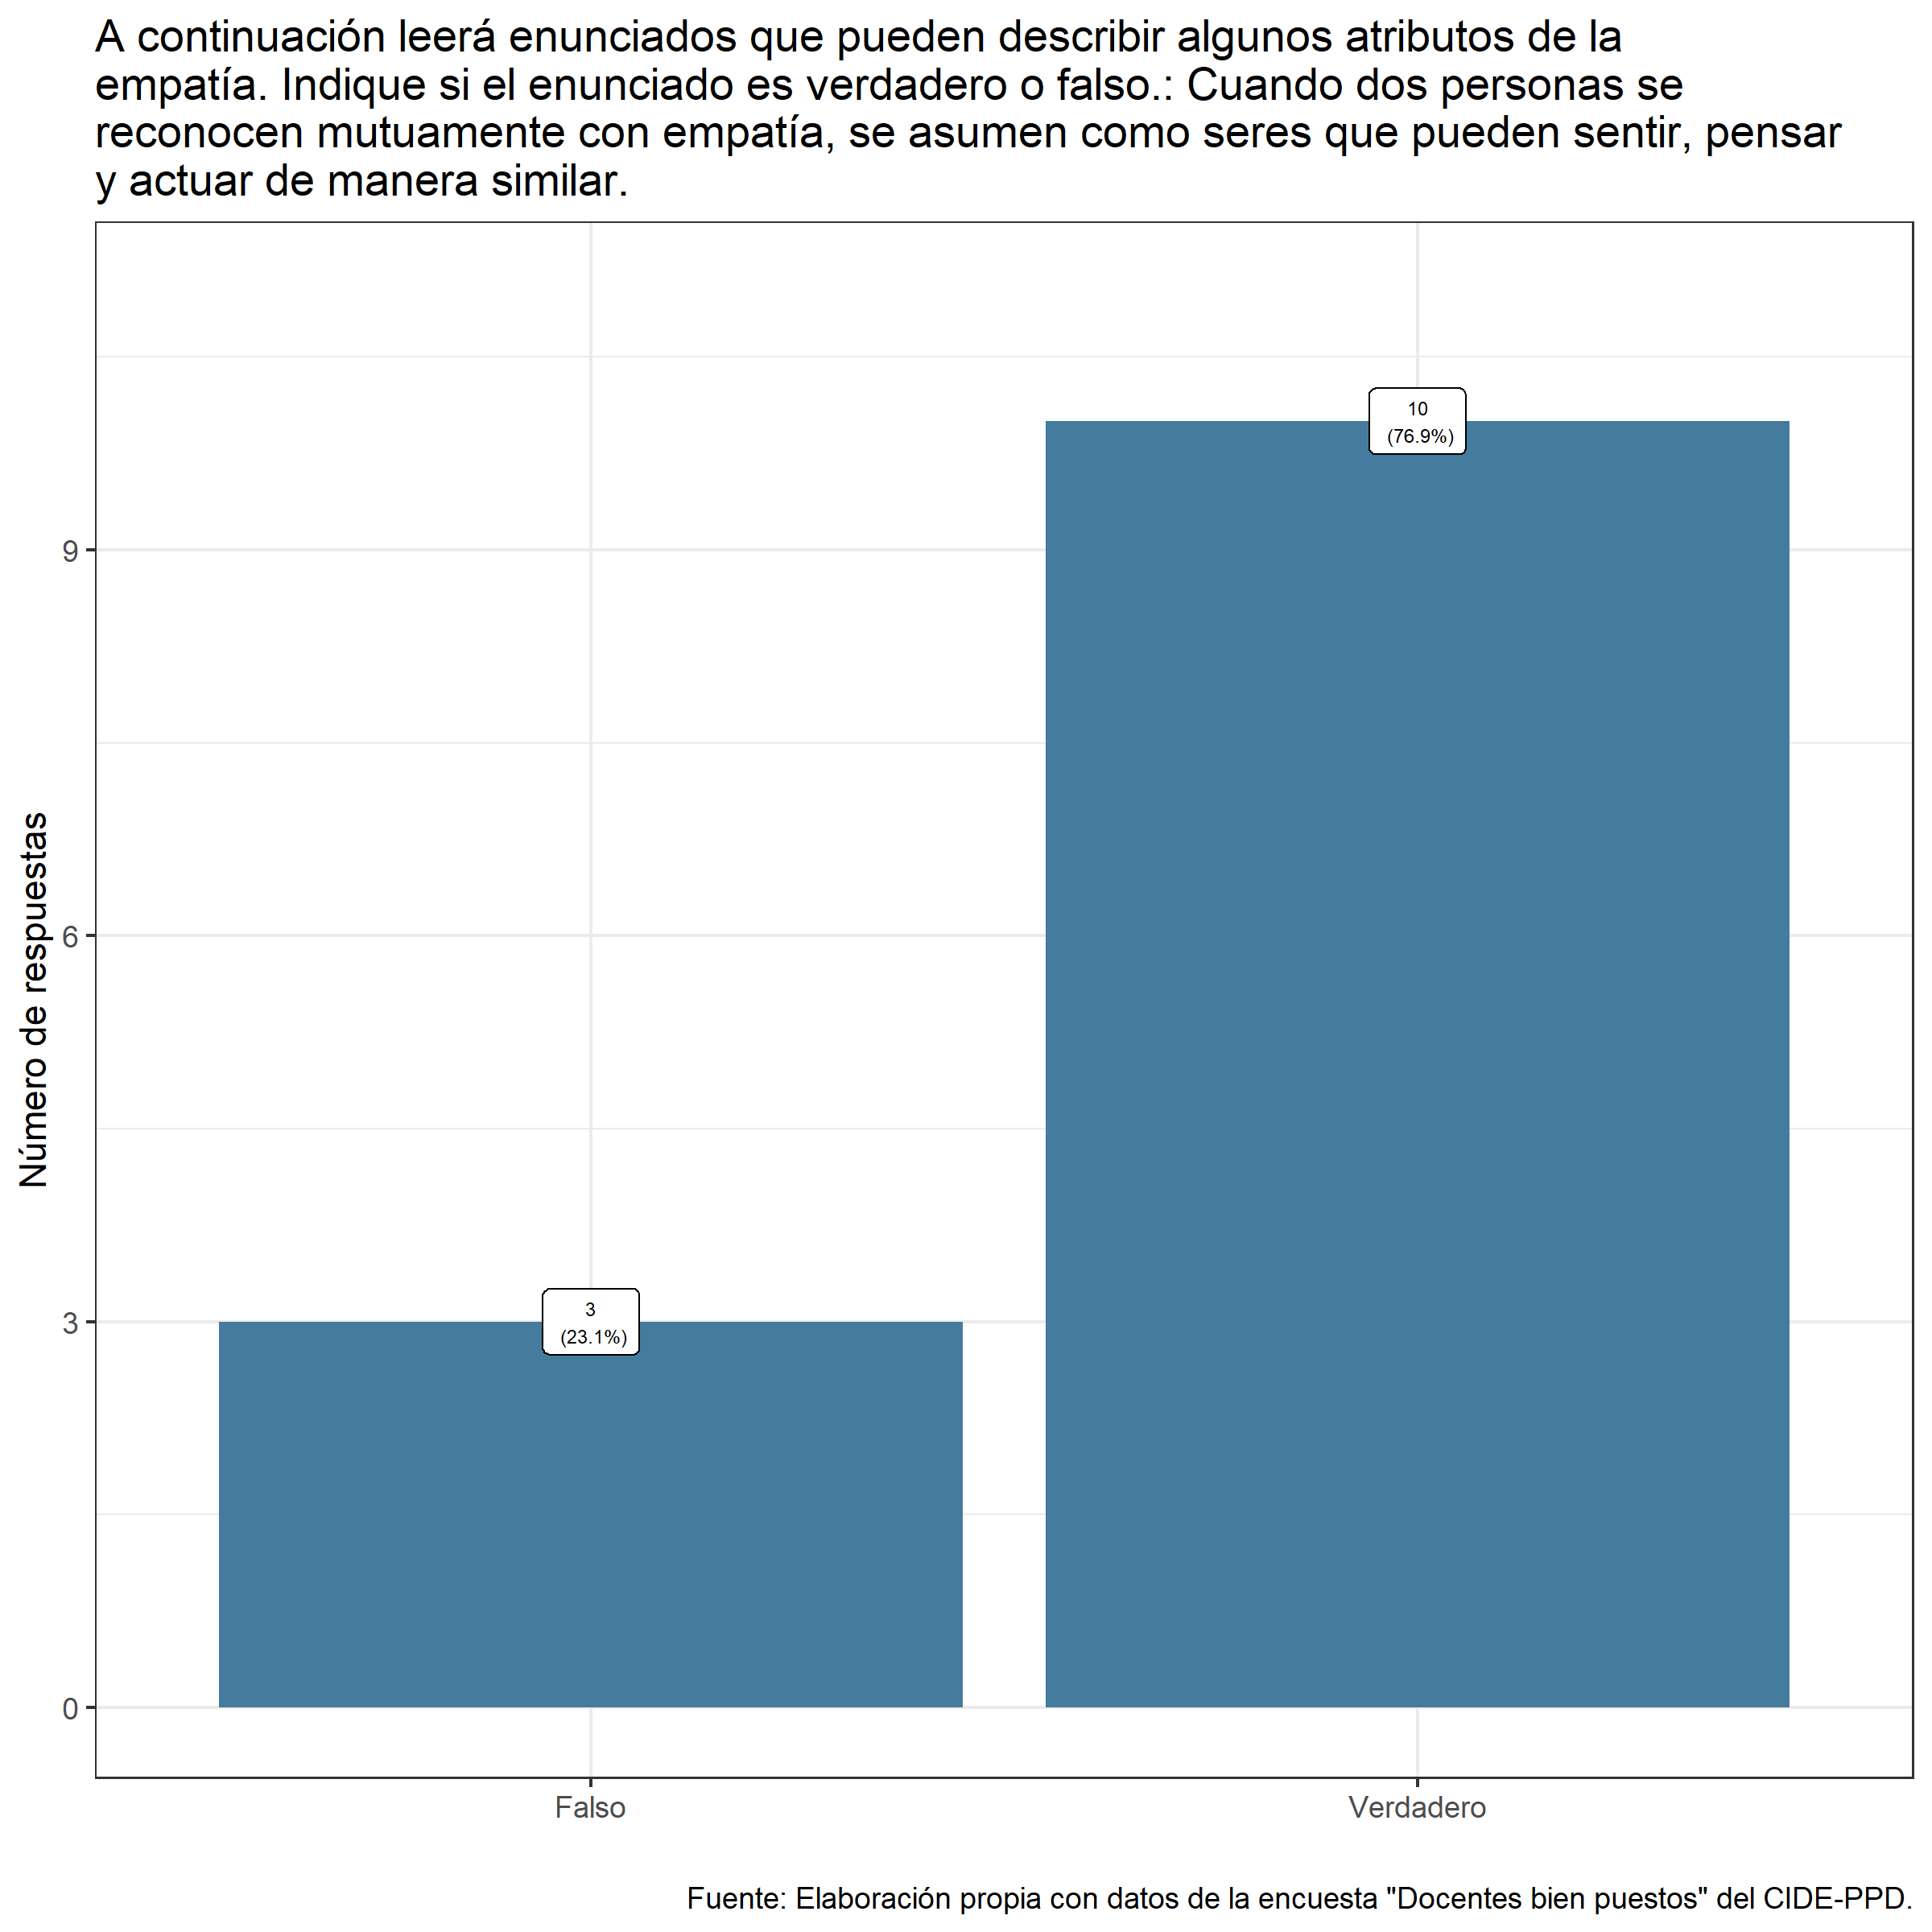 A continuación leerá enunciados que pueden describir algunos atributos de la
empatía. Indique si el enunciado es verdadero o falso.: Cuando dos personas se
reconocen mutuamente con empatía, se asumen como seres que pueden sentir, pensar
y actuar de manera similar.
10
(76.9%)
9
6
Número de respuestas
3
3
(23.1%)
0
Falso
Verdadero
Fuente: Elaboración propia con datos de la encuesta "Docentes bien puestos" del CIDE-PPD.